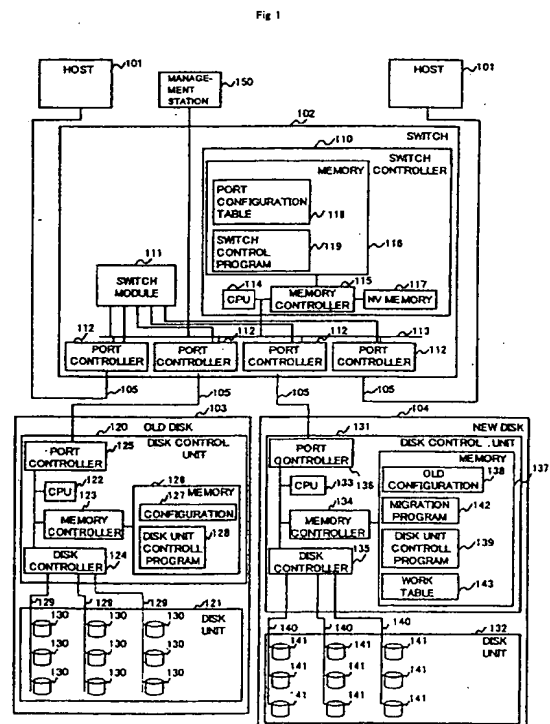 Fig 1
HOST
101
MANAGE-
MENT
STATION
150
HOST
101
102
SWITCH
110
SWITCH
CONTROLLER
MEMORY
PORT
CONFIGURATION
TABLE
118
SWITCH
CONTROL
PROGRAM
119
116
111
SWITCH
MODULE
114
CPU
115
MEMORY
CONTROLLER
117
NV MEMORY
113
112
PORT
CONTROLLER
112
PORT
CONTROLLER
112
PORT
CONTROLLER
112
PORT
CONTROLLER
105
105
105
105
103
OLD DISK
120
DISK CONTROL
UNIT
125
PORT
CONTROLLER
122
CPU
123
MEMORY
CONTROLLER
126
MEMORY
127
CONFIGURATION
DISK UNIT
CONTROLL
PROGRAM
128
DISK
CONTROLLER
124
129
129
129
121
DISK
UNIT
130
130
130
130
130
130
130
130
130
104
NEW DISK
131
DISK CONTROL UNIT
PORT
CONTROLLER
136
133
CPU
134
MEMORY
CONTROLLER
DISK
CONTROLLER
135
MEMORY
137
OLD
CONFIGURATION
138
MIGRATION
PROGRAM
142
DISK UNIT
CONTROLL
PROGRAM
139
WORK
TABLE
143
140
140
140
132
DISK
UNIT
141
141
141
141
141
141
141
141
141